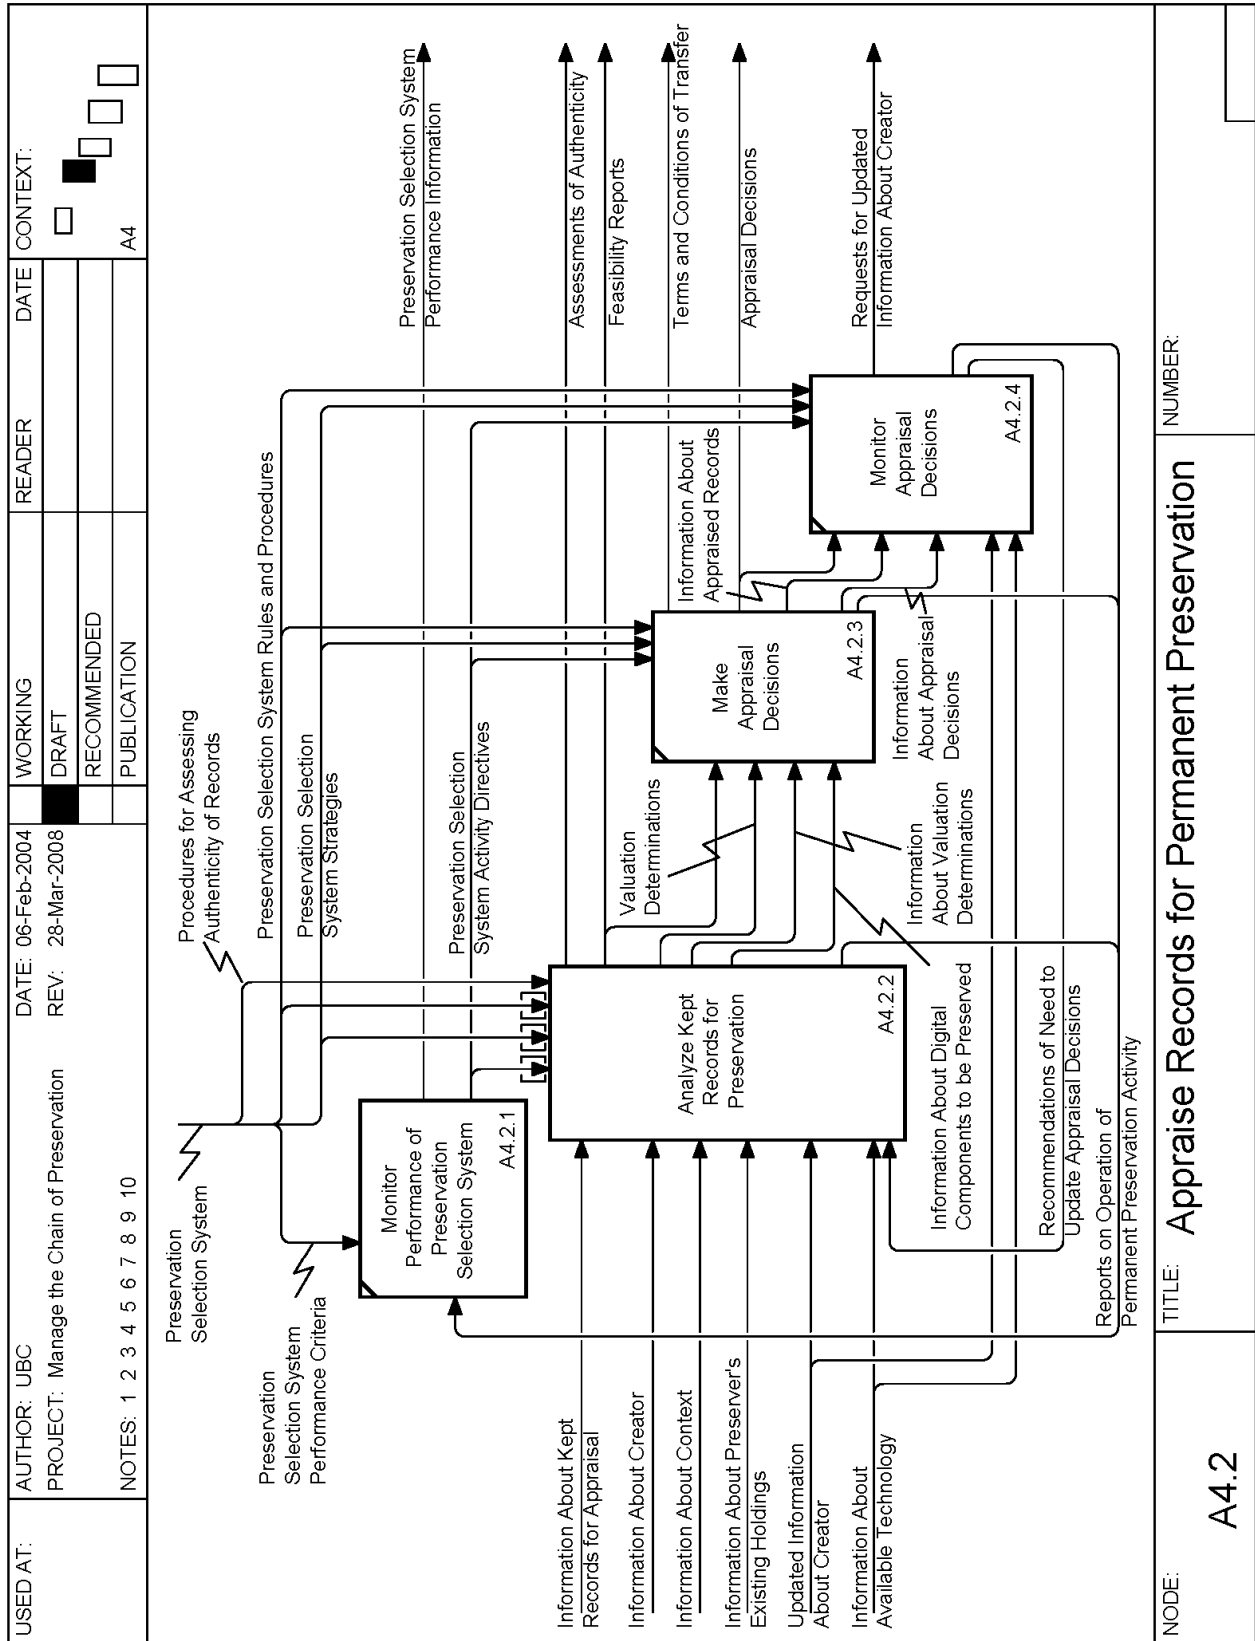 USED AT:
AUTHOR: UBC
PROJECT: Manage the Chain of Preservation
NOTES: 1 2 3 4 5 6 7 8 9 10
DATE: 06-Feb-2004
REV: 28-Mar-2008
WORKING
DRAFT
RECOMMENDED
PUBLICATION
READER
DATE
CONTEXT:
A4
Preservation
Selection System
Procedures for Assessing
Authenticity of Records
Preservation Selection System Rules and Procedures
Preservation Selection
System Strategies
Preservation
Selection System
Performance Criteria
Preservation Selection
System Activity Directives
Preservation Selection System
Performance Information
Monitor
Performance of
Preservation
Selection System
A4.2.1
Assessments of Authenticity
Feasibility Reports
Terms and Conditions of Transfer
Appraisal Decisions
Requests for Updated
Information About Creator
Information About Kept
Records for Appraisal
Information About Creator
Information About Context
Information About Preserver's
Existing Holdings
Updated Information
About Creator
Information About
Available Technology
Analyze Kept
Records for
Preservation
A4.2.2
Valuation
Determinations
Information
About Valuation
Determinations
Information About Digital
Components to be Preserved
Make
Appraisal
Decisions
A4.2.3
Information About
Appraised Records
Information
About Appraisal
Decisions
Monitor
Appraisal
Decisions
A4.2.4
Recommendations of Need to
Update Appraisal Decisions
Reports on Operation of
Permanent Preservation Activity
NODE:
A4.2
TITLE:
Appraise Records for Permanent Preservation
NUMBER: